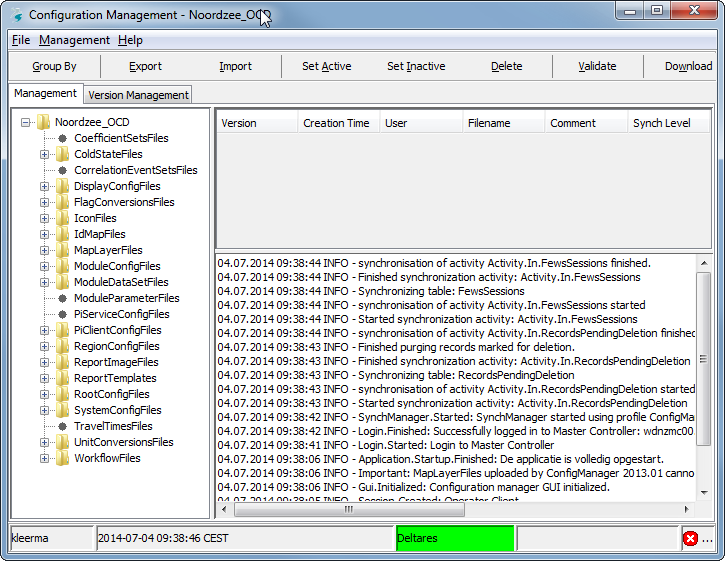 Configuration Management - Noordzee_OCD
File Management Help
Group By Export Import Set Active Set Inactive Delete Validate Download
Management Version Management
Noordzee_OCD
CoefficientSetsFiles
ColdStateFiles
CorrelationEventSetsFiles
DisplayConfigFiles
FlagConversionsFiles
IconFiles
IdMapFiles
MapLayerFiles
ModuleConfigFiles
ModuleDataSetFiles
ModuleParameterFiles
PiServiceConfigFiles
PiClientConfigFiles
RegionConfigFiles
ReportImageFiles
ReportTemplates
RootConfigFiles
SystemConfigFiles
TravelTimesFiles
UnitConversionsFiles
WorkflowFiles
Version Creation Time User Filename Comment Synch Level
04.07.2014 09:38:44 INFO - synchronisation of activity Activity.In.FewsSessions finished.
04.07.2014 09:38:44 INFO - Finished synchronization activity: Activity.In.FewsSessions
04.07.2014 09:38:44 INFO - Synchronizing table: FewsSessions
04.07.2014 09:38:44 INFO - synchronisation of activity Activity.In.FewsSessions started
04.07.2014 09:38:44 INFO - Started synchronization activity: Activity.In.FewsSessions
04.07.2014 09:38:44 INFO - synchronisation of activity Activity.In.RecordsPendingDeletion finished
04.07.2014 09:38:43 INFO - Finished purging records marked for deletion.
04.07.2014 09:38:43 INFO - Finished synchronization activity: Activity.In.RecordsPendingDeletion
04.07.2014 09:38:43 INFO - Synchronizing table: RecordsPendingDeletion
04.07.2014 09:38:43 INFO - synchronisation of activity Activity.In.RecordsPendingDeletion started
04.07.2014 09:38:43 INFO - Started synchronization activity: Activity.In.RecordsPendingDeletion
04.07.2014 09:38:42 INFO - SynchManager.Started: SynchManager started using profile ConfigMa
04.07.2014 09:38:42 INFO - Login.Finished: Successfully logged in to Master Controller: wdnzmc00
04.07.2014 09:38:41 INFO - Login.Started: Login to Master Controller
04.07.2014 09:38:06 INFO - Application.Startup.Finished: De applicatie is volledig opgestart.
04.07.2014 09:38:06 INFO - Important: MapLayerFiles uploaded by ConfigManager 2013.01 canno
04.07.2014 09:38:06 INFO - Gui.Initialized: Configuration manager GUI initialized.
04.07.2014 09:38:05 INFO - Session.Created: Operator Client
kleerma 2014-07-04 09:38:46 CEST Deltares ...